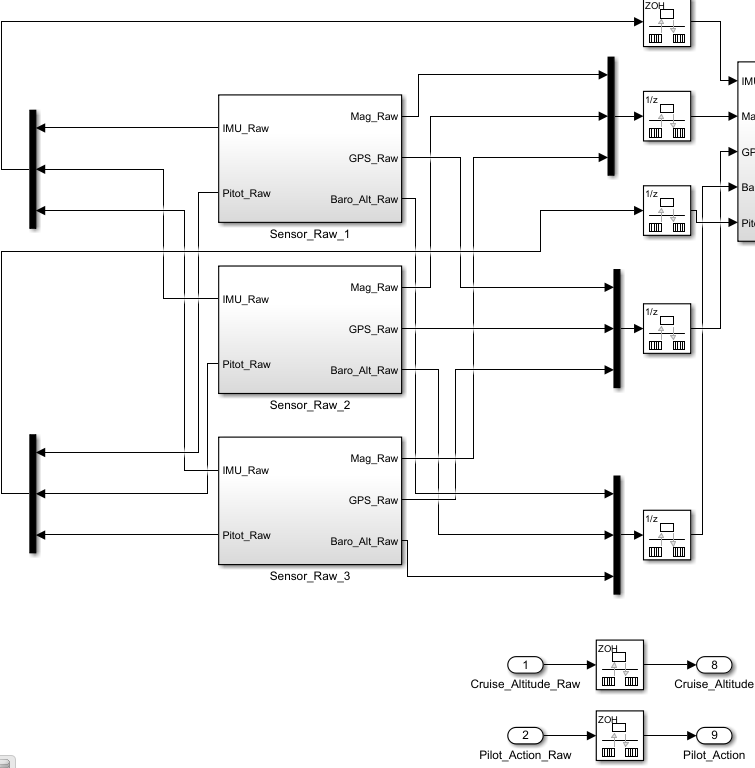 ZOH
IMU
Mag_Raw
IMU_Raw
1/z
Ma
GPS_Raw
GP
Pitot_Raw
Baro_Alt_Raw
Ba
1/z
Sensor_Raw_1
Pit
Mag_Raw
IMU_Raw
1/z
GPS_Raw
Pitot_Raw
Baro_Alt_Raw
Sensor_Raw_2
Mag_Raw
IMU_Raw
GPS_Raw
1/z
Pitot_Raw
Baro_Alt_Raw
Sensor_Raw_3
ZOH
1
8
Cruise_Altitude_Raw
Cruise_Altitude
ZOH
2
9
Pilot_Action_Raw
Pilot_Action